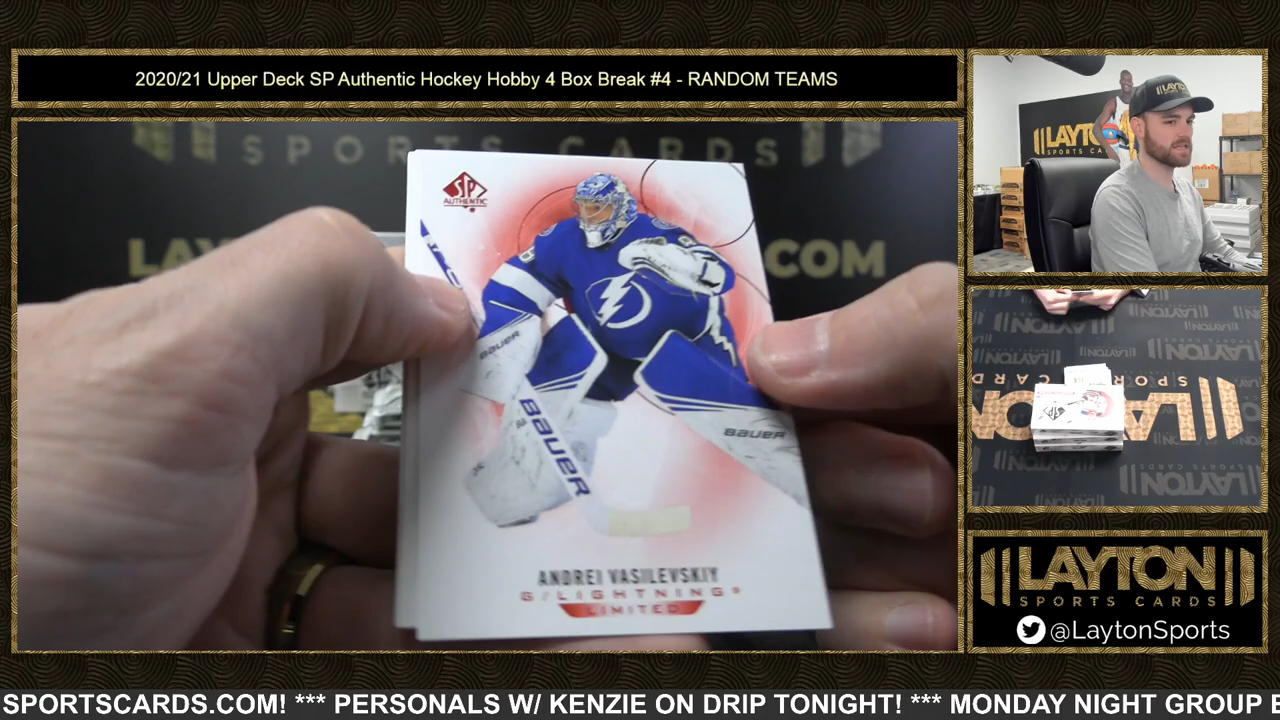 2020/21 Upper Deck SP Authentic Hockey Hobby 4 Box Break #4 - RANDOM TEAMS
SPORTS CARDS
SP
AUTHENTIC
BAUER
BAUER
BAUER
ANDREI VASILEVSKIY
G / LIGHTNING
LIMITED
LAYTON
SPORTS CARDS
LAYTON
SPORTS CARDS
@LaytonSports
SPORTSCARDS.COM! *** PERSONALS W/ KENZIE ON DRIP TONIGHT! *** MONDAY NIGHT GROUP